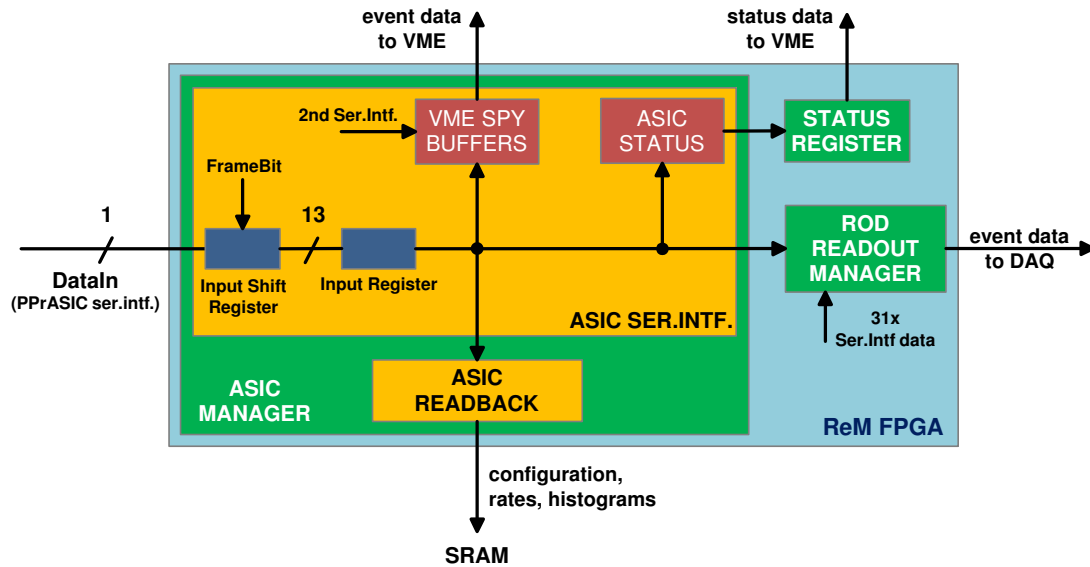 event data
to VME
status data
to VME
2nd Ser.Intf.
VME SPY
BUFFERS
ASIC
STATUS
STATUS
REGISTER
FrameBit
1
13
DataIn
(PPrASIC ser.intf.)
Input Shift
Register
Input Register
ROD
READOUT
MANAGER
event data
to DAQ
31x
Ser.Intf data
ASIC SER.INTF.
ASIC
MANAGER
ASIC
READBACK
ReM FPGA
configuration,
rates, histograms
SRAM